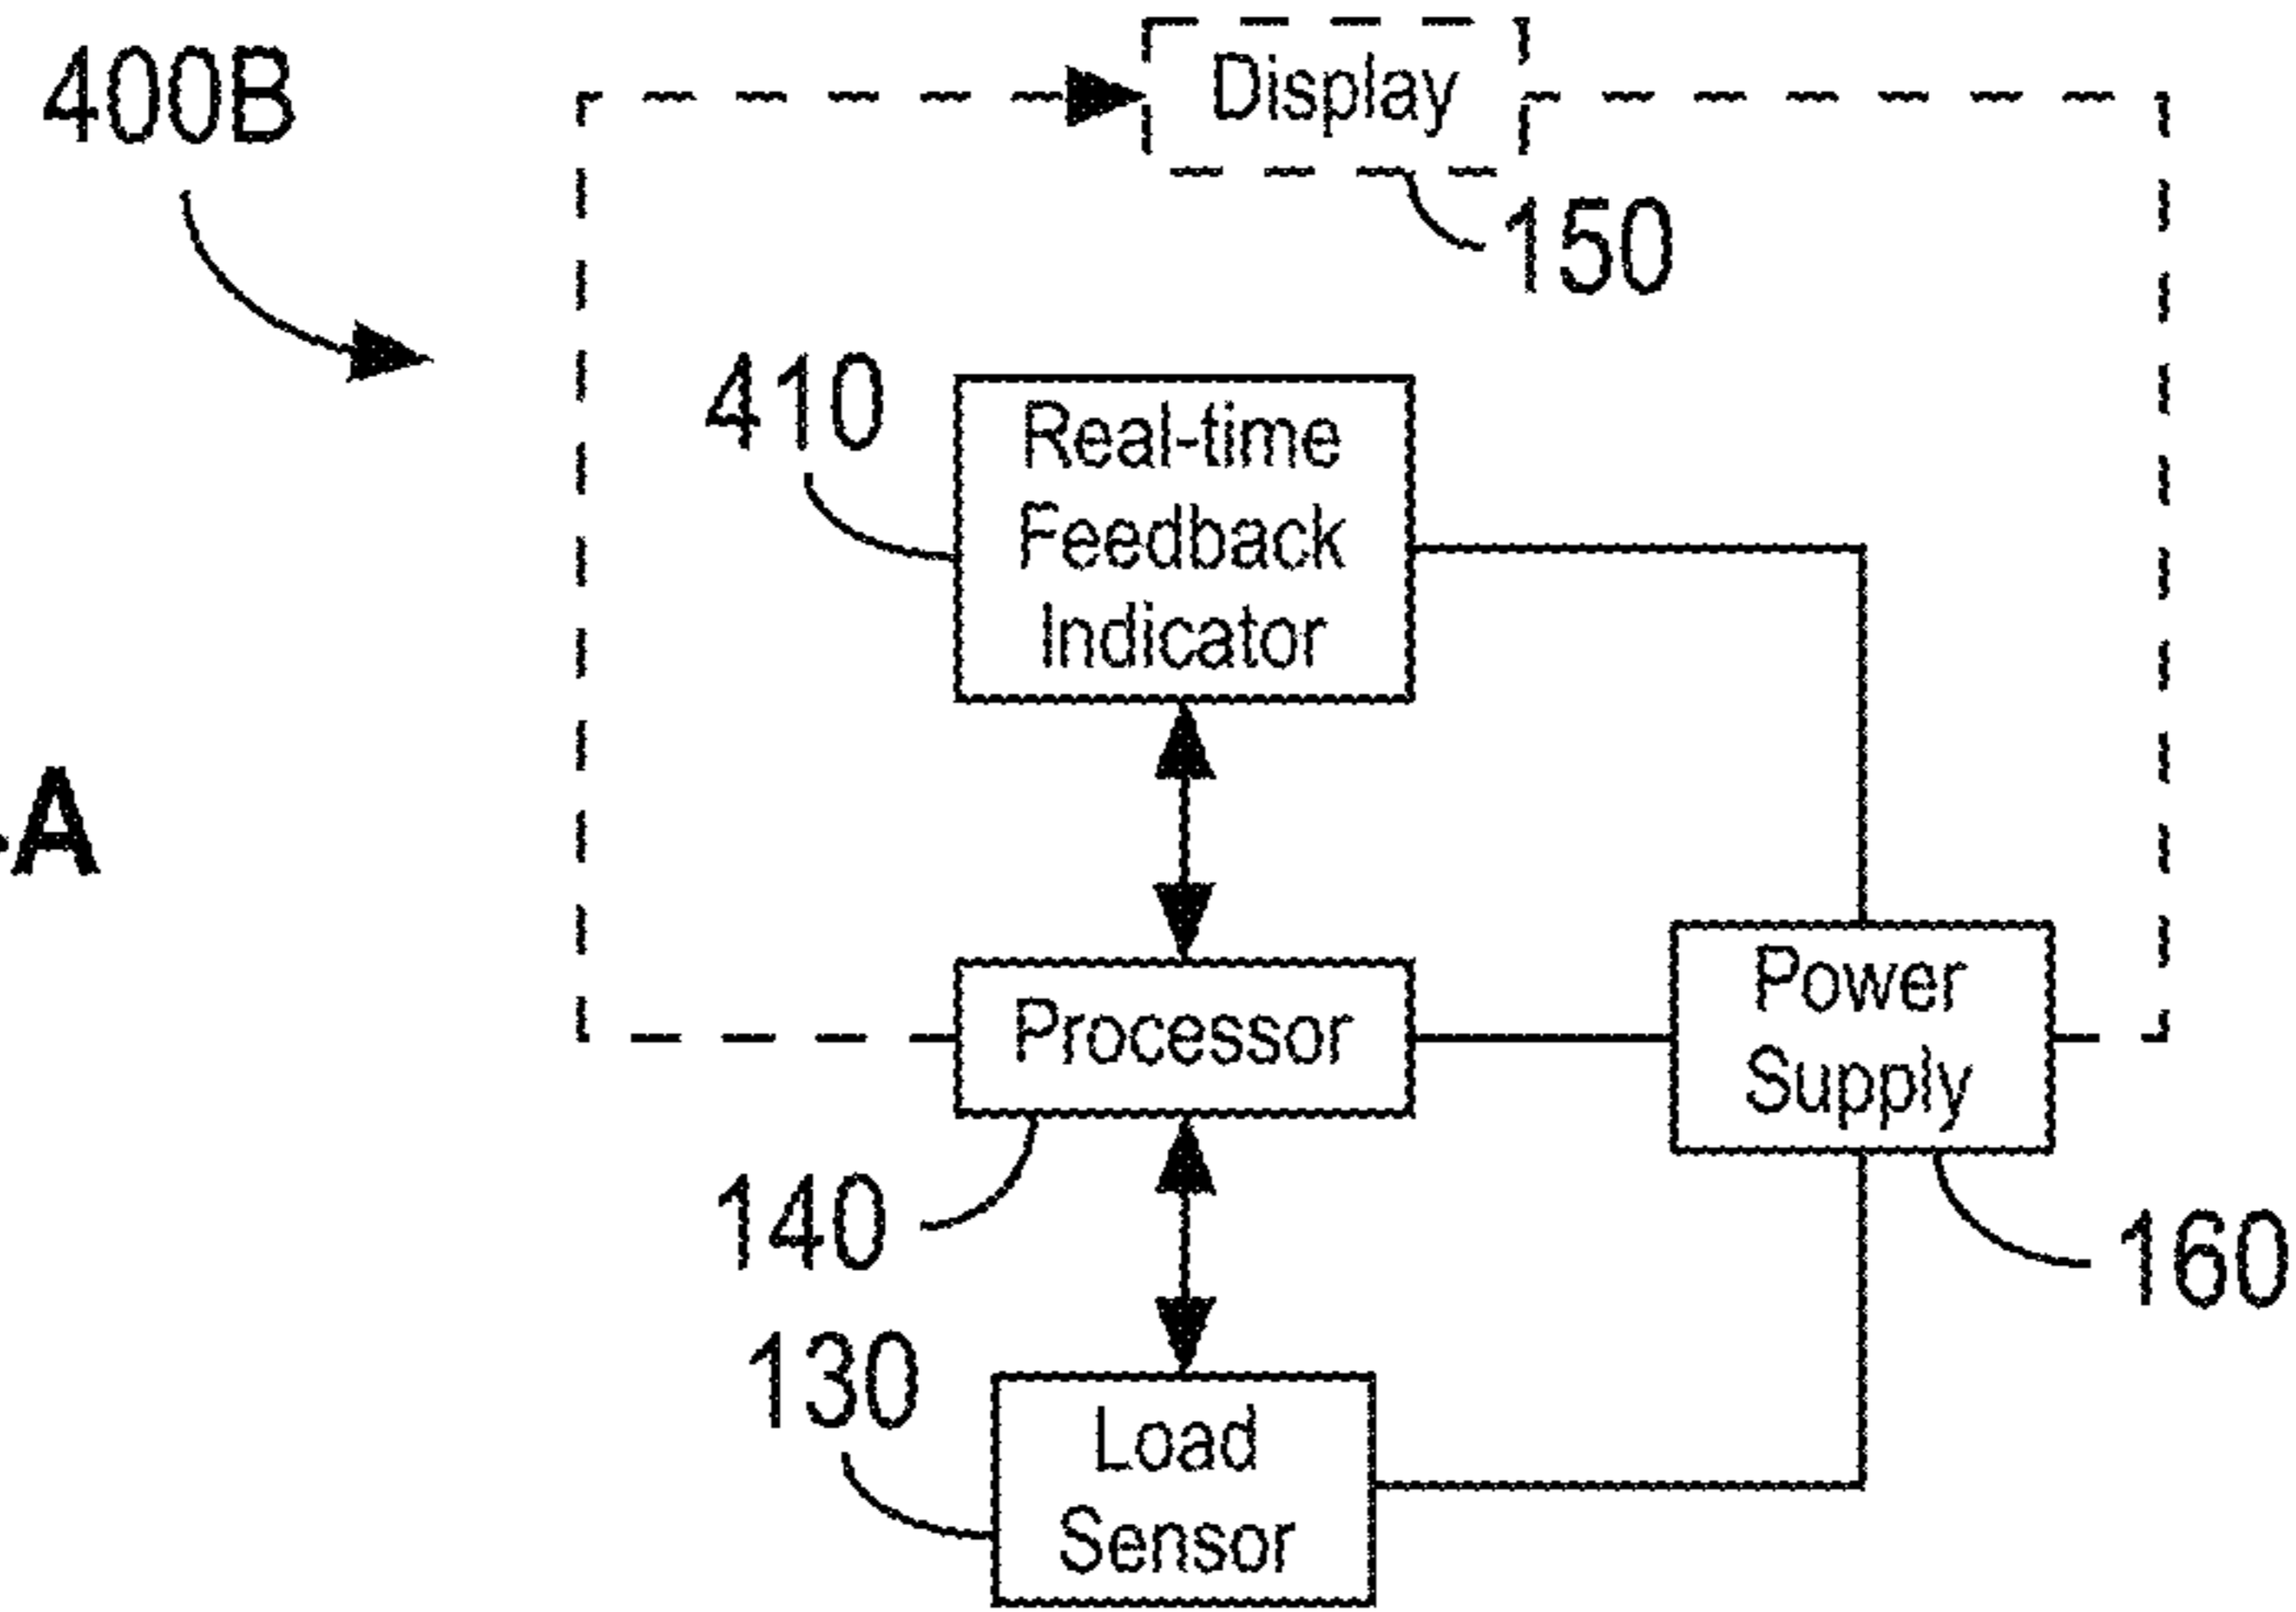 400B
Display
150
410
Real-time
Feedback
Indicator
A
Processor
Power
Supply
140
160
130
Load
Sensor